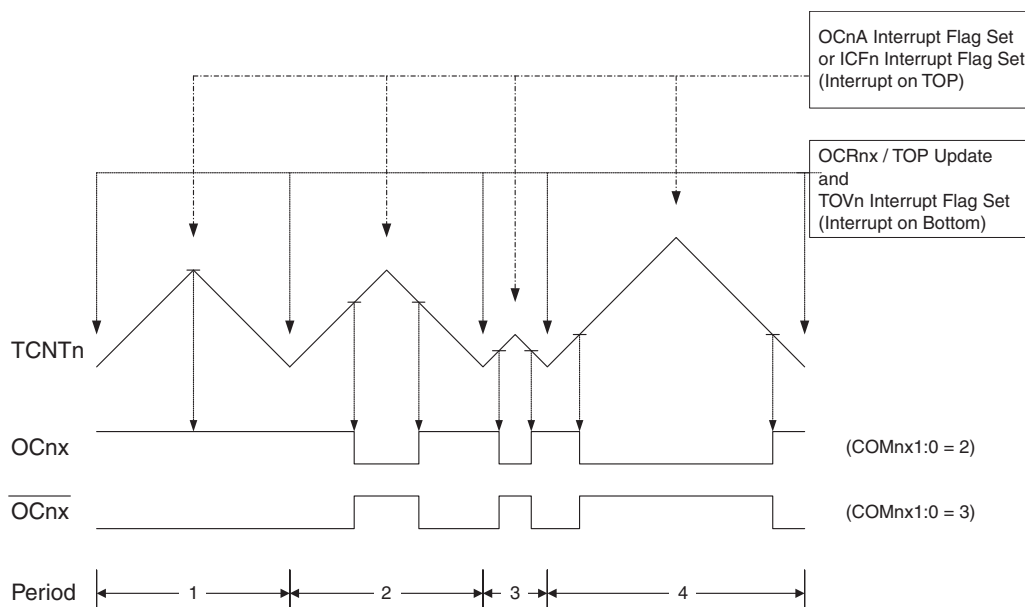 OCnA Interrupt Flag Set
or ICFn Interrupt Flag Set
(Interrupt on TOP)
OCRnx / TOP Update
and
TOVn Interrupt Flag Set
(Interrupt on Bottom)
TCNTn
OCnx
(COMnx1:0 = 2)
OCnx
(COMnx1:0 = 3)
Period
1
2
3
4